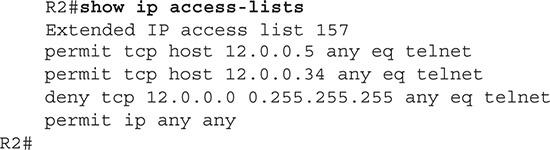 R2#show ip access-lists
Extended IP access list 157
permit tcp host 12.0.0.5 any eq telnet
permit tcp host 12.0.0.34 any eq telnet
deny tcp 12.0.0.0 0.255.255.255 any eq telnet
permit ip any any
R2#